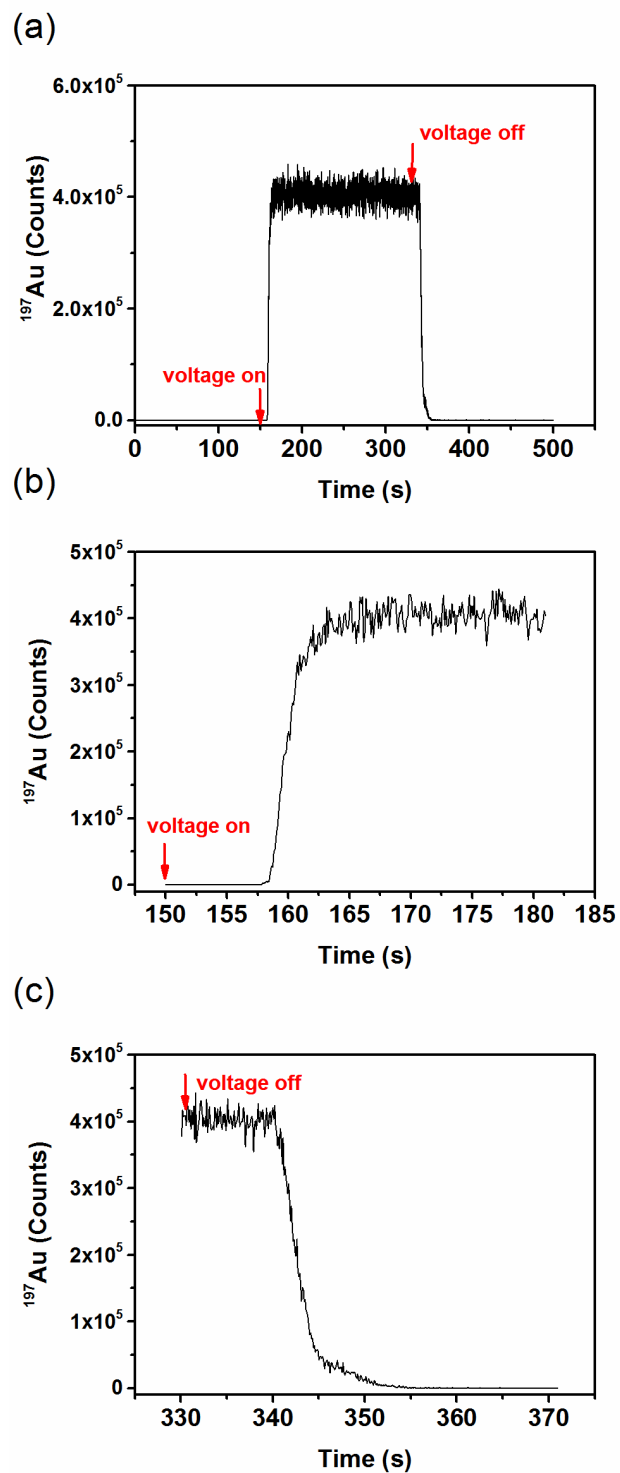 (a)
6.0x10⁵
voltage off
4.0x10⁵
¹⁹⁷Au (Counts)
2.0x10⁵
voltage on
0.0
0 100 200 300 400 500
Time (s)
(b)
5x10⁵
4x10⁵
3x10⁵
¹⁹⁷Au (Counts)
2x10⁵
1x10⁵
voltage on
0
150 155 160 165 170 175 180 185
Time (s)
(c)
5x10⁵
voltage off
4x10⁵
3x10⁵
¹⁹⁷Au (Counts)
2x10⁵
1x10⁵
0
330 340 350 360 370
Time (s)